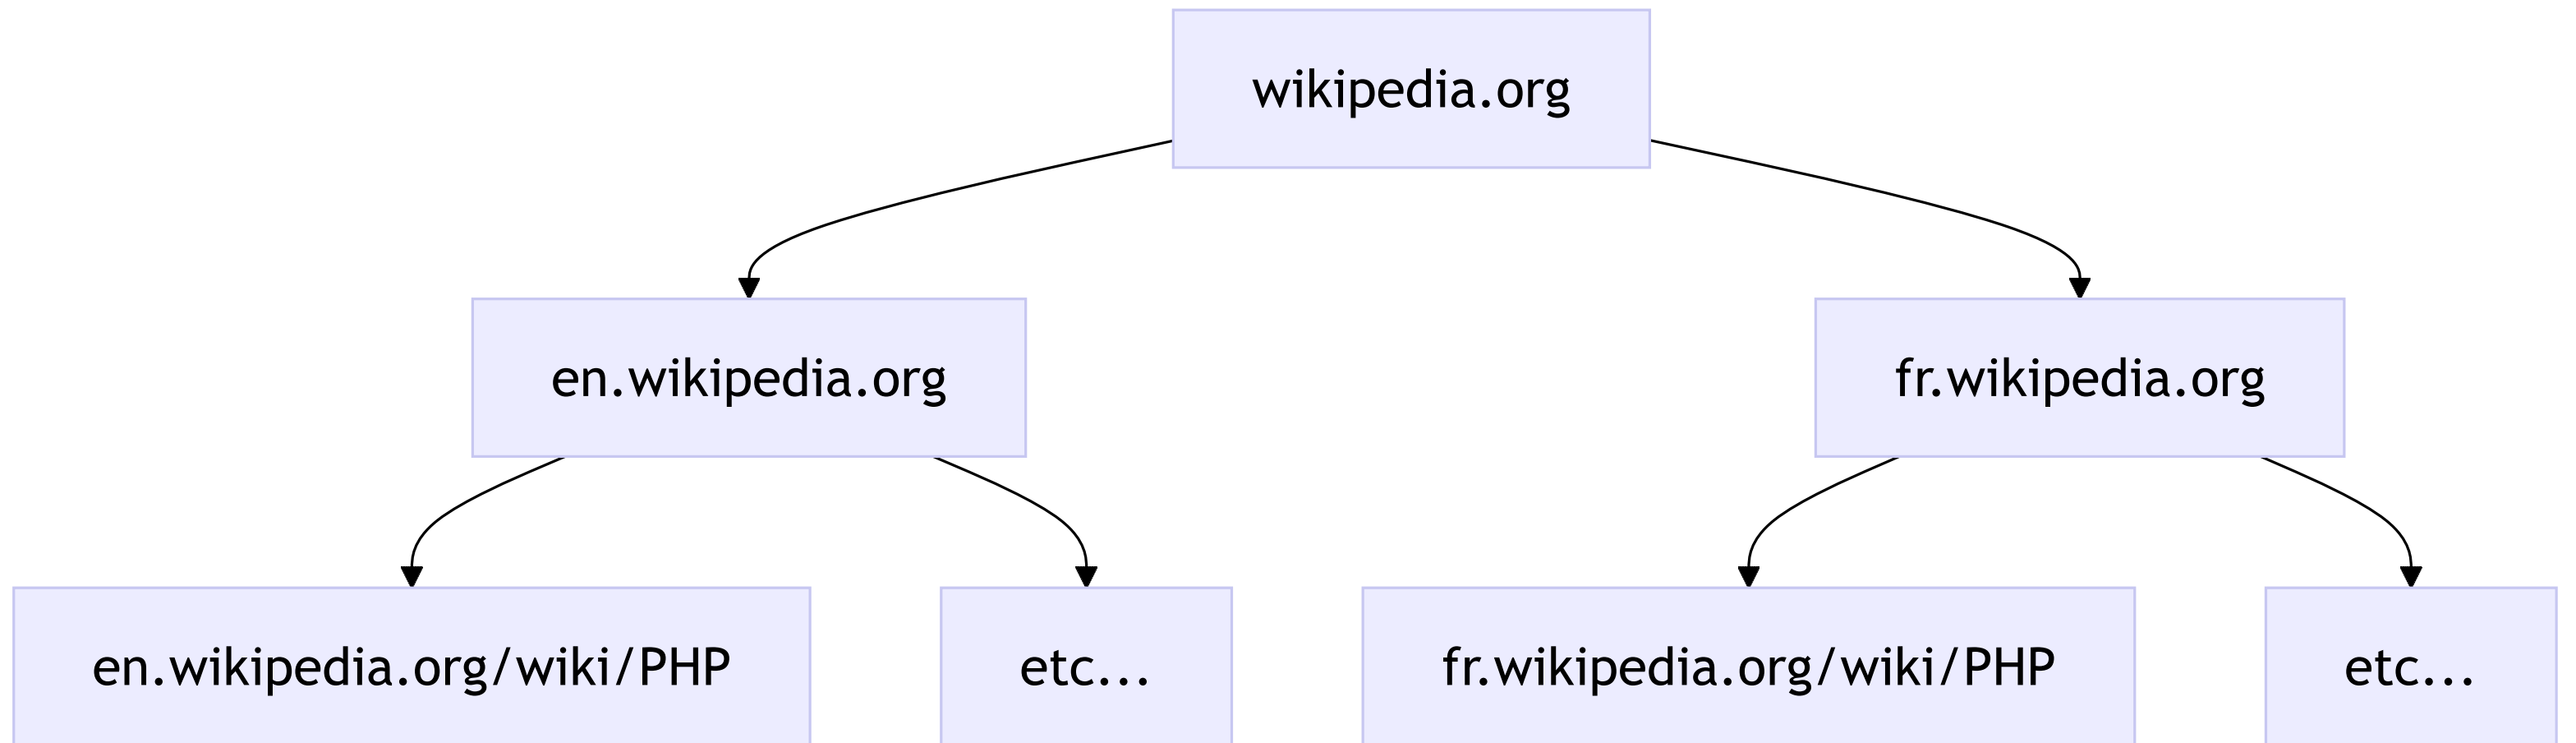 wikipedia.org
en.wikipedia.org
fr.wikipedia.org
en.wikipedia.org/wiki/PHP
etc...
fr.wikipedia.org/wiki/PHP
etc...